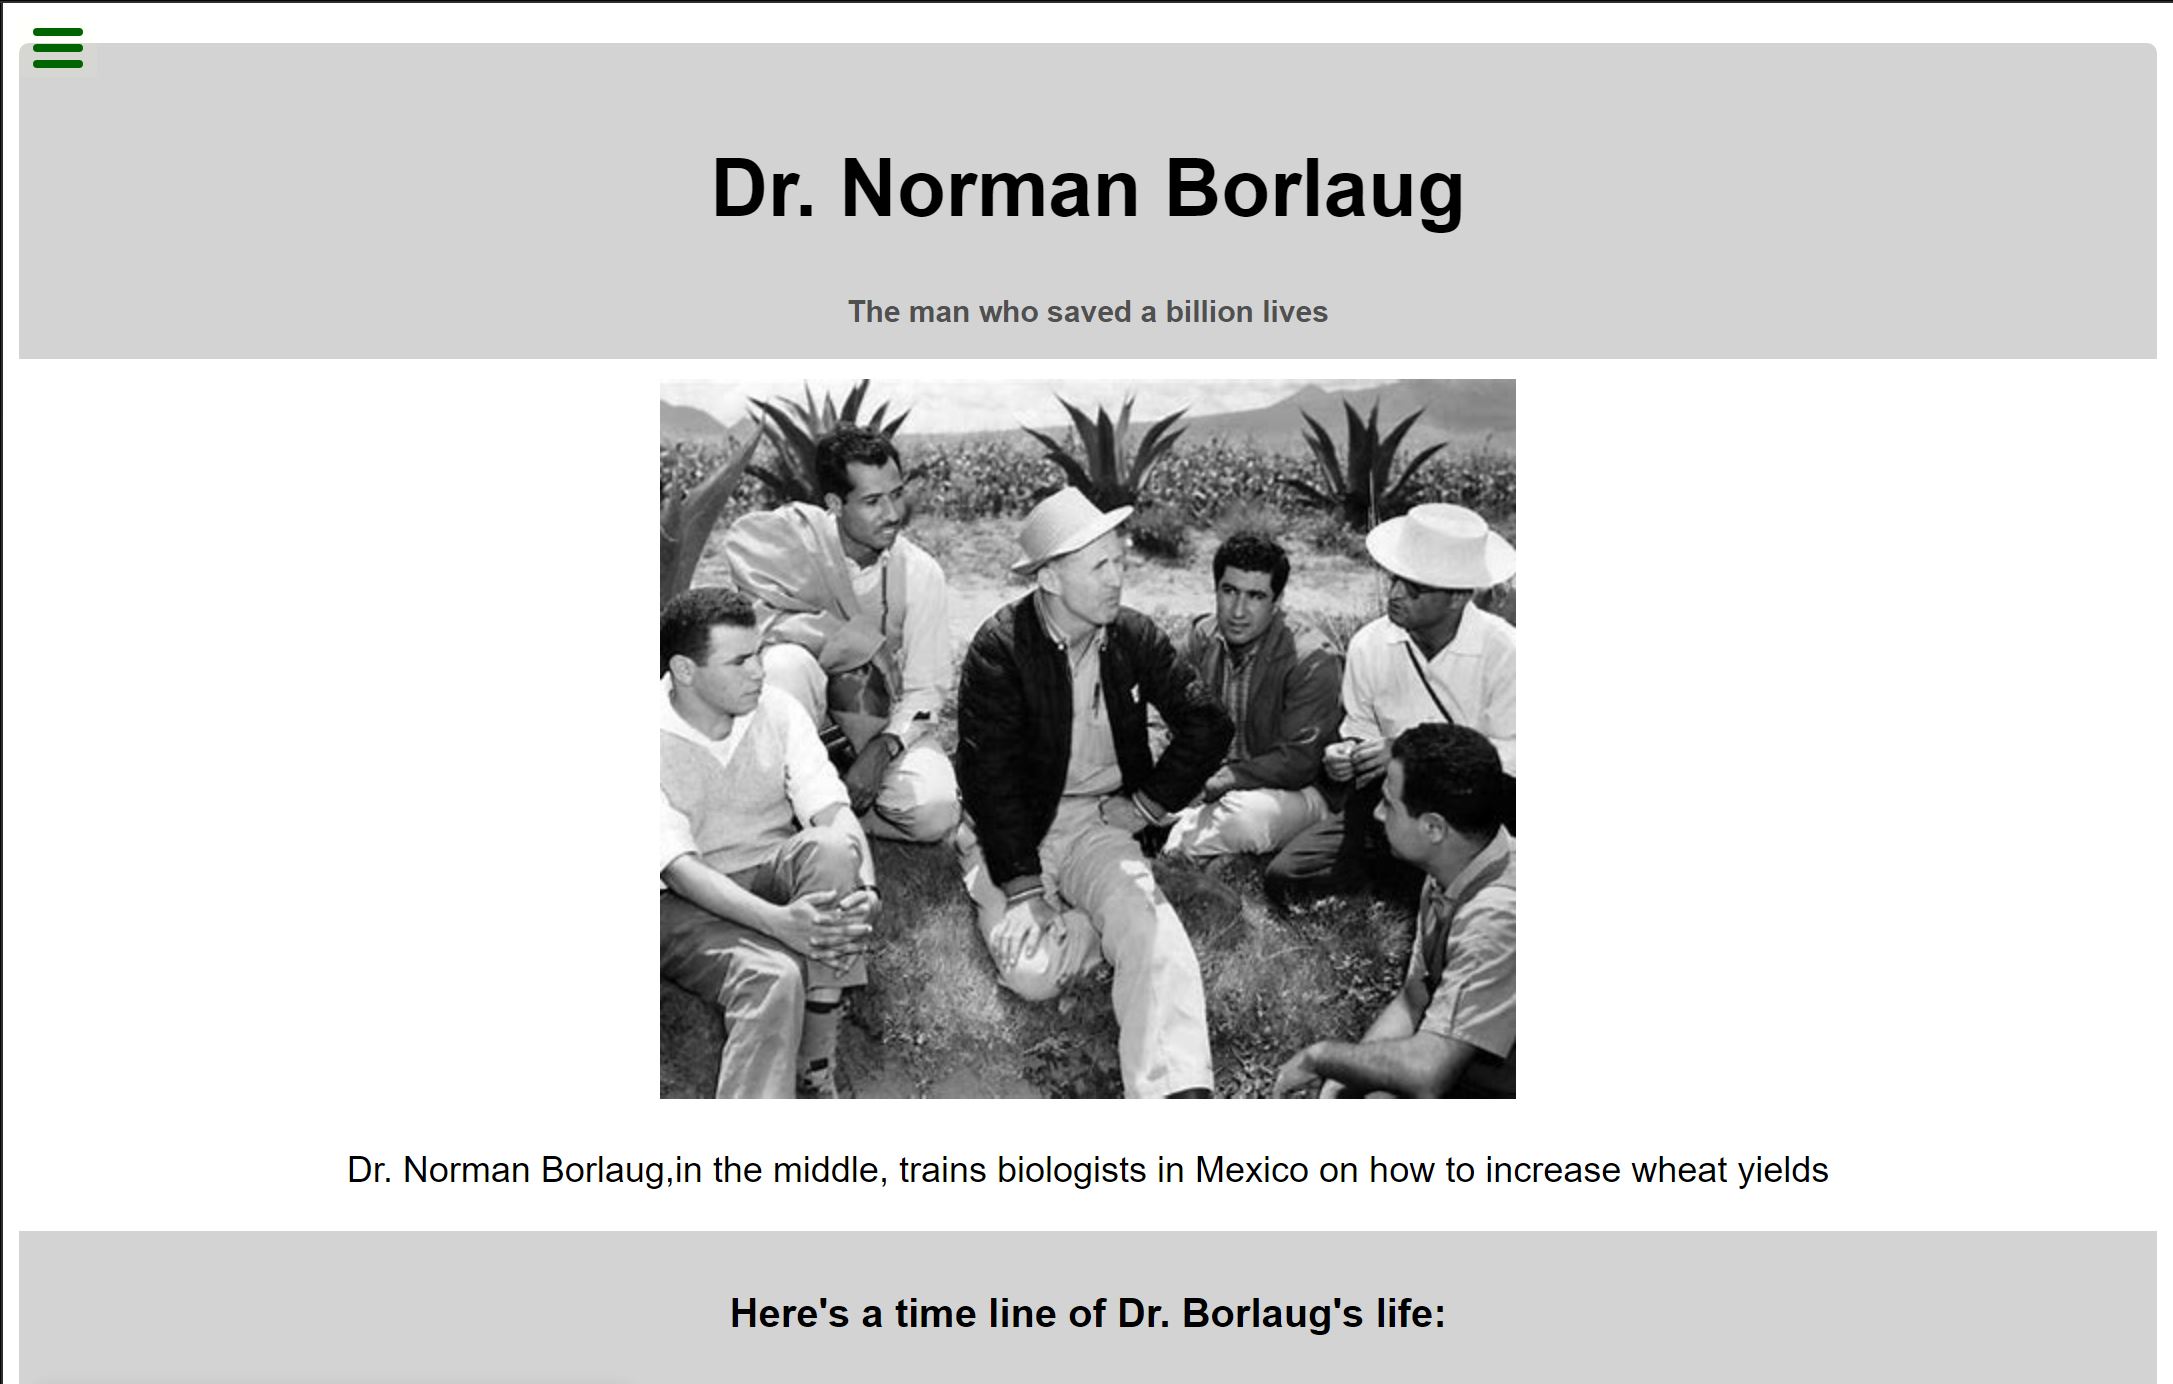 Dr. Norman Borlaug
The man who saved a billion lives
Dr. Norman Borlaug,in the middle, trains biologists in Mexico on how to increase wheat yields
Here's a time line of Dr. Borlaug's life: